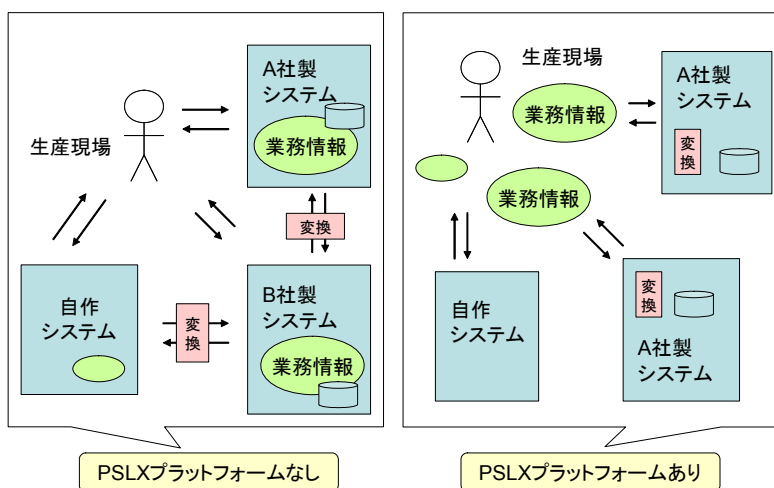 A社製
システム
業務情報
生産現場
変換
自作
システム
変
換
B社製
システム
業務情報
PSLXプラットフォームなし
生産現場
業務情報
A社製
システム
変
換
業務情報
自作
システム
変
換
A社製
システム
PSLXプラットフォームあり